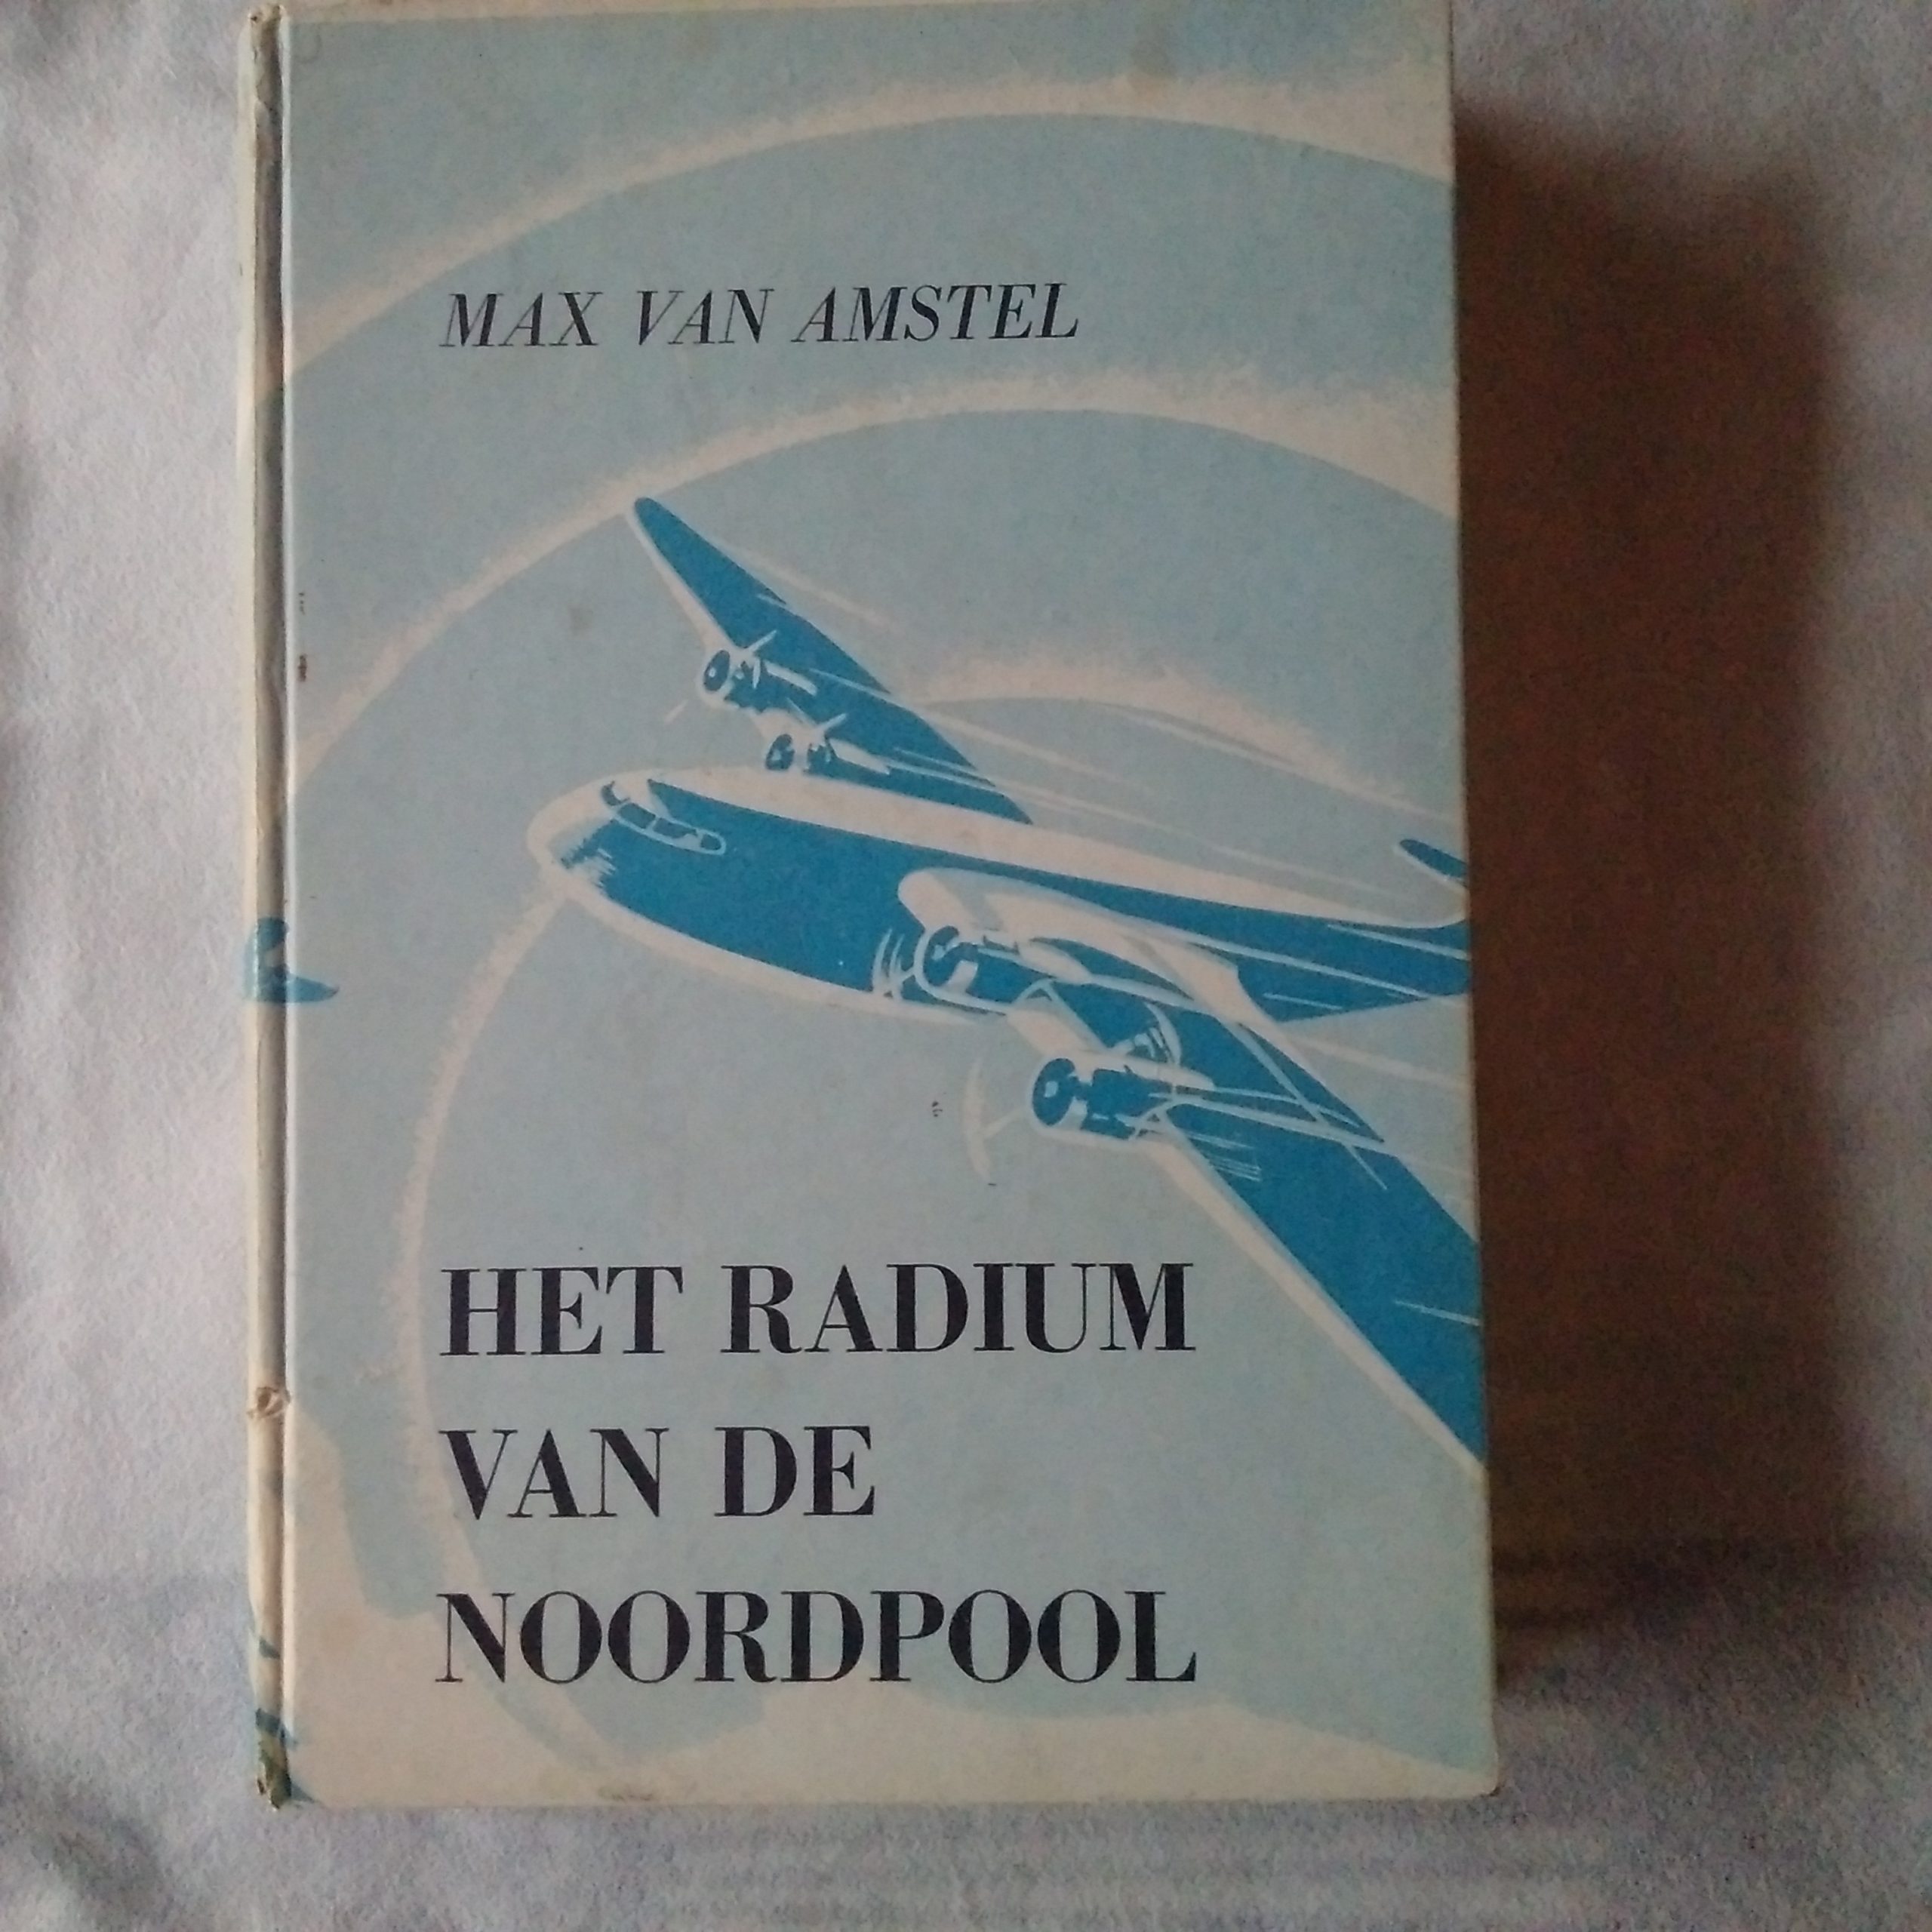 MAX VAN AMSTEL
HET RADIUM
VAN DE
NOORDPOOL